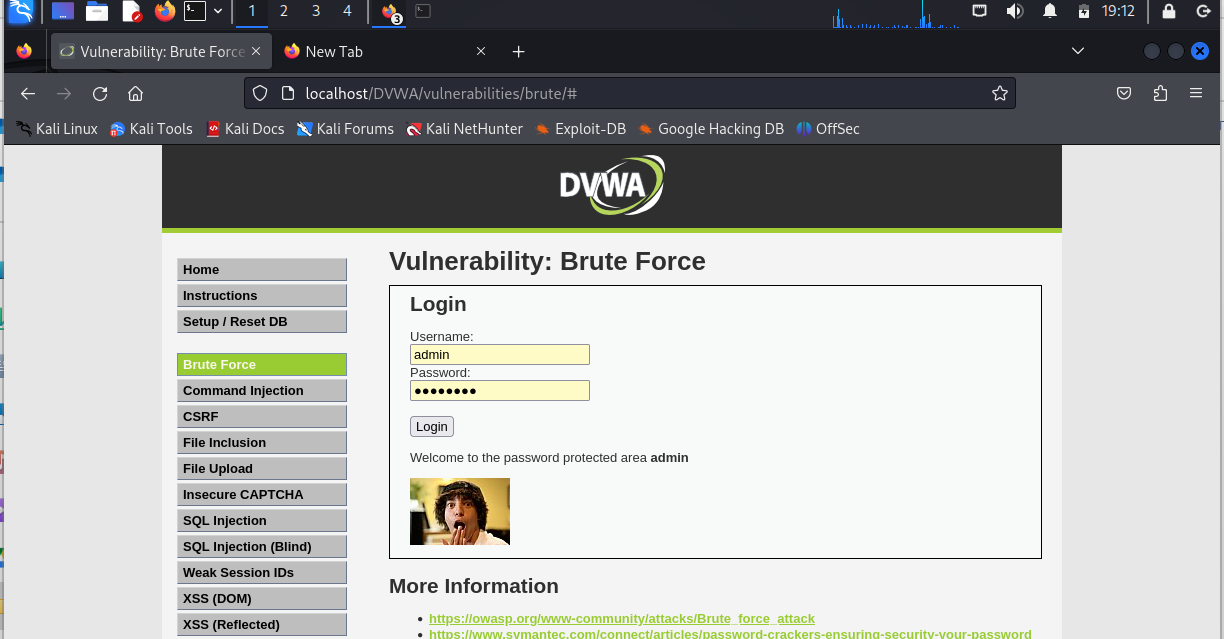 1 2 3 4 3 19:12
Vulnerability: Brute Force New Tab
localhost/DVWA/vulnerabilities/brute/#
Kali Linux Kali Tools Kali Docs Kali Forums Kali NetHunter Exploit-DB Google Hacking DB OffSec
DVWA
Home
Instructions
Setup / Reset DB
Brute Force
Command Injection
CSRF
File Inclusion
File Upload
Insecure CAPTCHA
SQL Injection
SQL Injection (Blind)
Weak Session IDs
XSS (DOM)
XSS (Reflected)
Vulnerability: Brute Force
Login
Username:
admin
Password:
●●●●●●●●
Login
Welcome to the password protected area admin
More Information
• https://owasp.org/www-community/attacks/Brute_force_attack
• https://www.symantec.com/connect/articles/password-crackers-ensuring-security-your-password